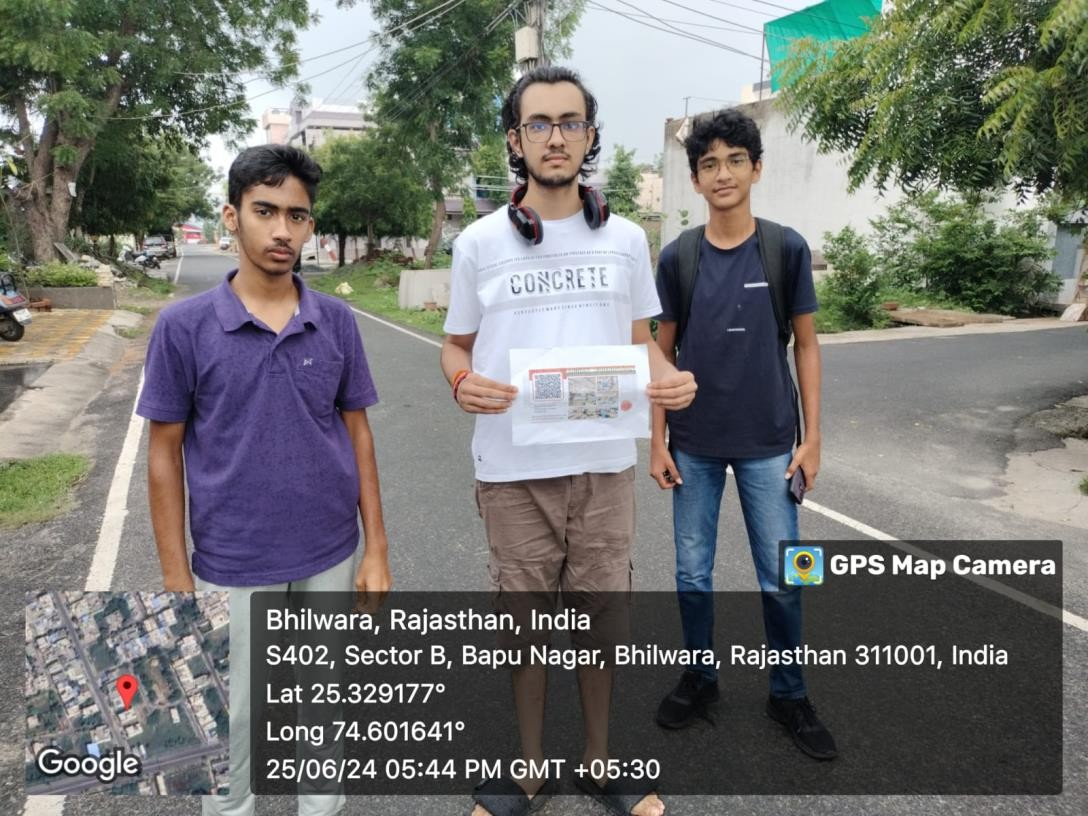 CONCRETE
GPS Map Camera
Bhilwara, Rajasthan, India
S402, Sector B, Bapu Nagar, Bhilwara, Rajasthan 311001, India
Lat 25.329177°
Long 74.601641°
25/06/24 05:44 PM GMT +05:30
Google